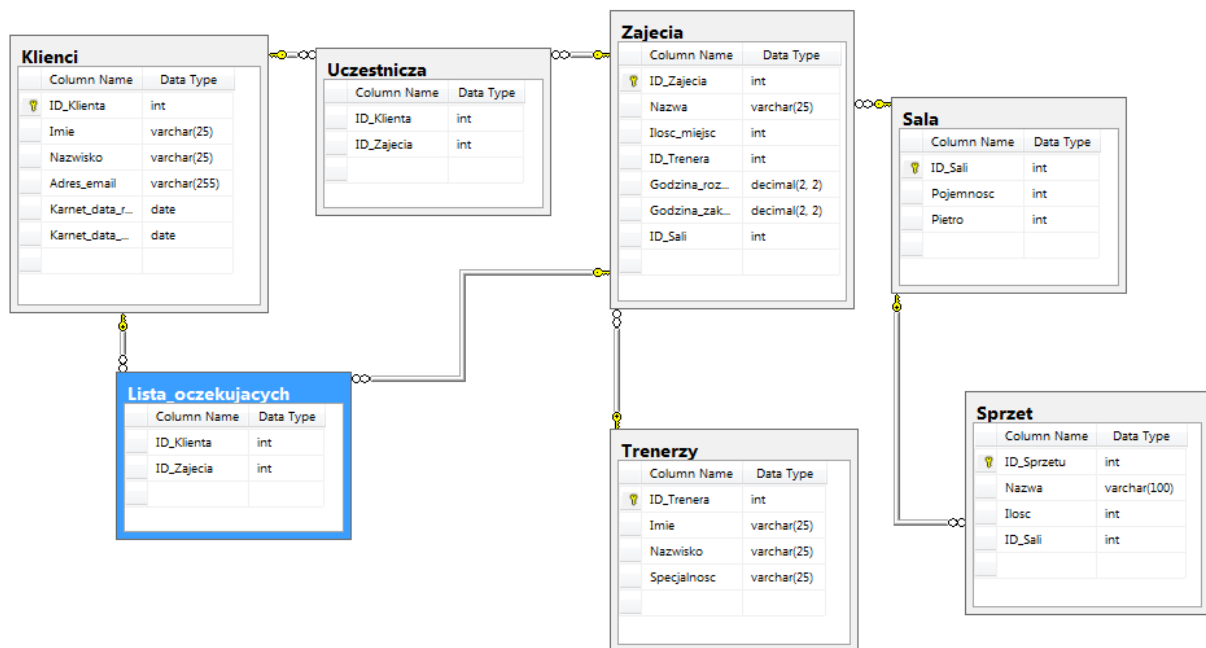 Klienci
Column Name Data Type
ID_Klienta int
Imie varchar(25)
Nazwisko varchar(25)
Adres_email varchar(255)
Karnet_data_r... date
Karnet_data_... date
Uczestnicza
Column Name Data Type
ID_Klienta int
ID_Zajecia int
Zajecia
Column Name Data Type
ID_Zajecia int
Nazwa varchar(25)
Ilosc_miejsc int
ID_Trenera int
Godzina_roz... decimal(2, 2)
Godzina_zak... decimal(2, 2)
ID_Sali int
Sala
Column Name Data Type
ID_Sali int
Pojemnosc int
Pietro int
Lista_oczekujacych
Column Name Data Type
ID_Klienta int
ID_Zajecia int
Trenerzy
Column Name Data Type
ID_Trenera int
Imie varchar(25)
Nazwisko varchar(25)
Specjalnosc varchar(25)
Sprzet
Column Name Data Type
ID_Sprzetu int
Nazwa varchar(100)
Ilosc int
ID_Sali int